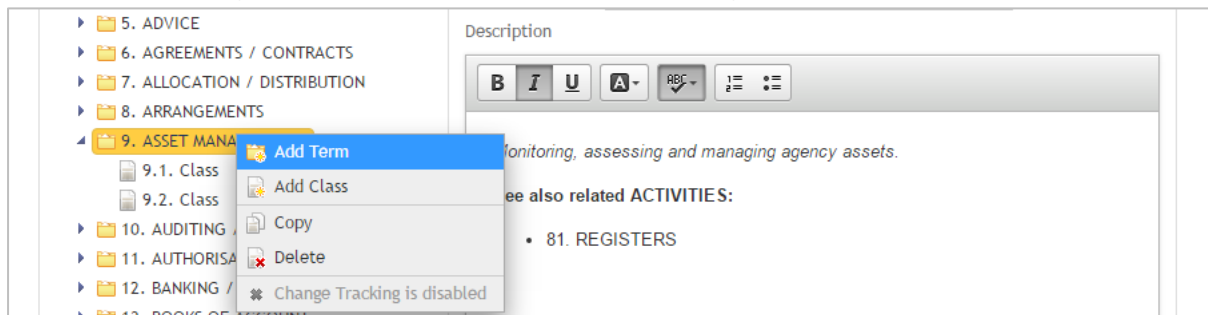 5. ADVICE
6. AGREEMENTS / CONTRACTS
7. ALLOCATION / DISTRIBUTION
8. ARRANGEMENTS
9. ASSET MANA
9.1. Class
9.2. Class
10. AUDITING
11. AUTHORISA
12. BANKING /
Add Term
Add Class
Copy
Delete
Change Tracking is disabled
Description
B I U A ABC
onitoring, assessing and managing agency assets.
ee also related ACTIVITIES:
• 81. REGISTERS